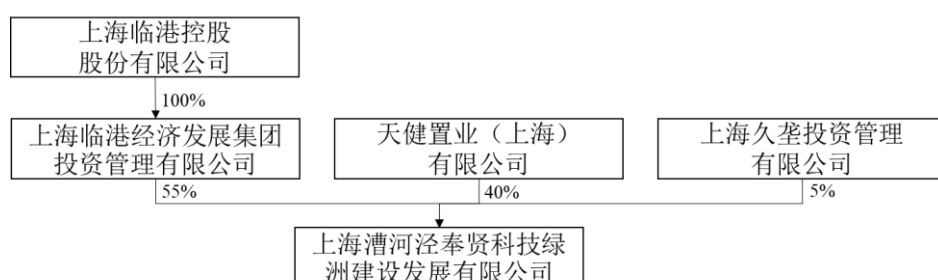 上海临港控股
股份有限公司
100%
上海临港经济发展集团
投资管理有限公司
天健置业（上海）
有限公司
上海久垄投资管理
有限公司
55%
40%
5%
上海漕河泾奉贤科技绿
洲建设发展有限公司